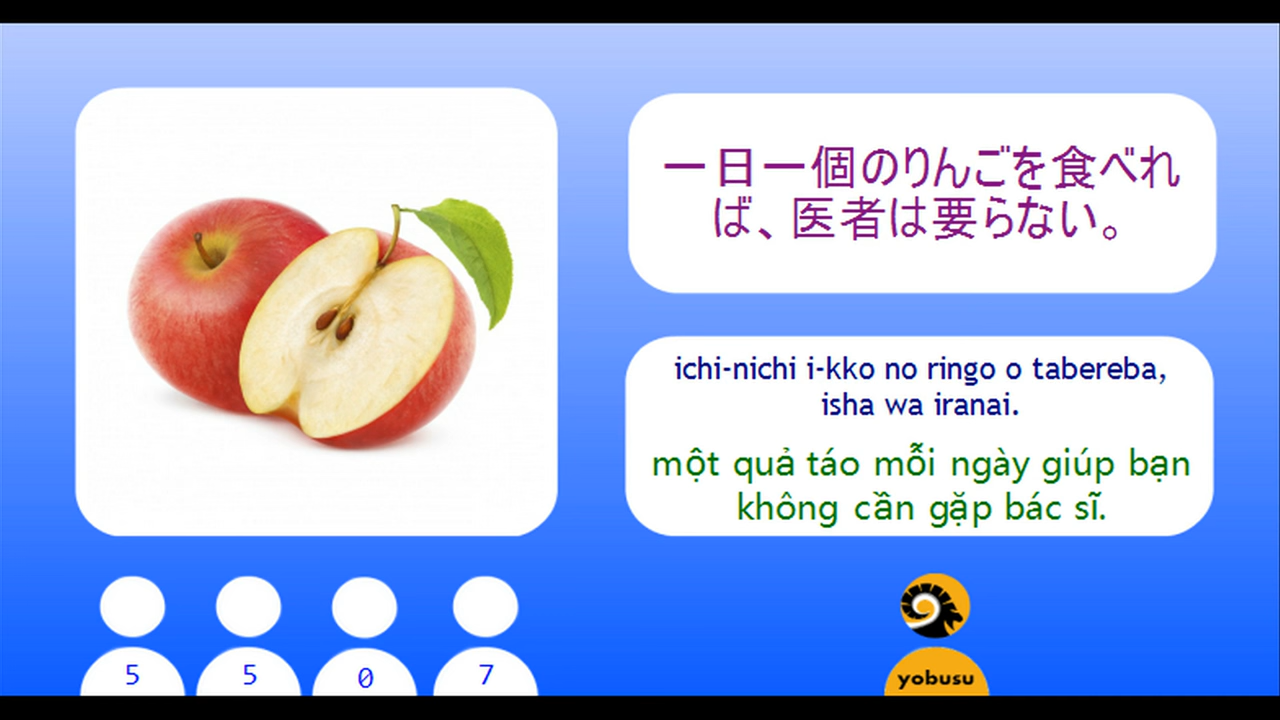 一日一個のりんごを食べれ
ば、医者は要らない。
ichi-nichi i-kko no ringo o tabereba,
isha wa iranai.
một quả táo mỗi ngày giúp bạn
không cần gặp bác sĩ.
5 5 0 7
yobusu